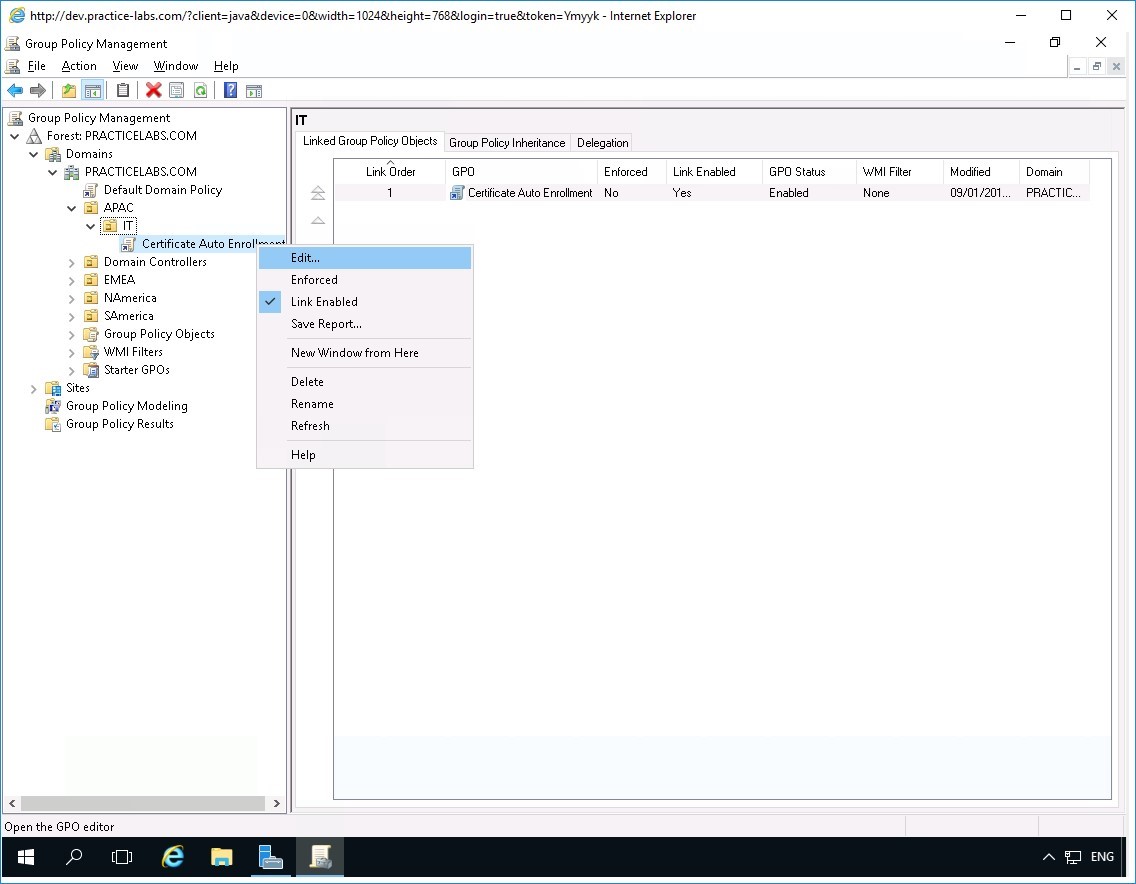 http://dev.practice-labs.com/?client=java&device=0&width=1024&height=768&login=true&token=Ymyyk - Internet Explorer
Group Policy Management
File Action View Window Help
Group Policy Management
Forest: PRACTICELABS.COM
Domains
PRACTICELABS.COM
Default Domain Policy
APAC
IT
Certificate Auto Enrollment
Domain Controllers
EMEA
NAmerica
SAmerica
Group Policy Objects
WMI Filters
Starter GPOs
Sites
Group Policy Modeling
Group Policy Results
IT
Linked Group Policy Objects Group Policy Inheritance Delegation
Link Order GPO Enforced Link Enabled GPO Status WMI Filter Modified Domain
1 Certificate Auto Enrollment No Yes Enabled None 09/01/201... PRACTIC...
Edit...
Enforced
Link Enabled
Save Report...
New Window from Here
Delete
Rename
Refresh
Help
Open the GPO editor
ENG